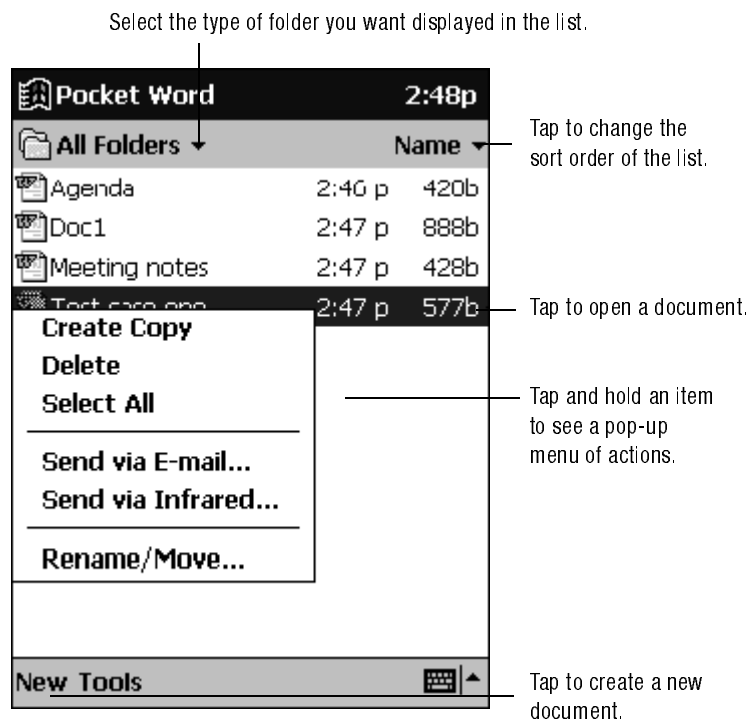 Select the type of folder you want displayed in the list.
Pocket Word 2:48p
All Folders Name
Tap to change the
sort order of the list.
Agenda 2:46 p 420b
Doc1 2:47 p 888b
Meeting notes 2:47 p 428b
2:47 p 577b
Tap to open a document.
Create Copy
Delete
Select All
Send via E-mail...
Send via Infrared...
Rename/Move...
Tap and hold an item
to see a pop-up
menu of actions.
New Tools
Tap to create a new
document.